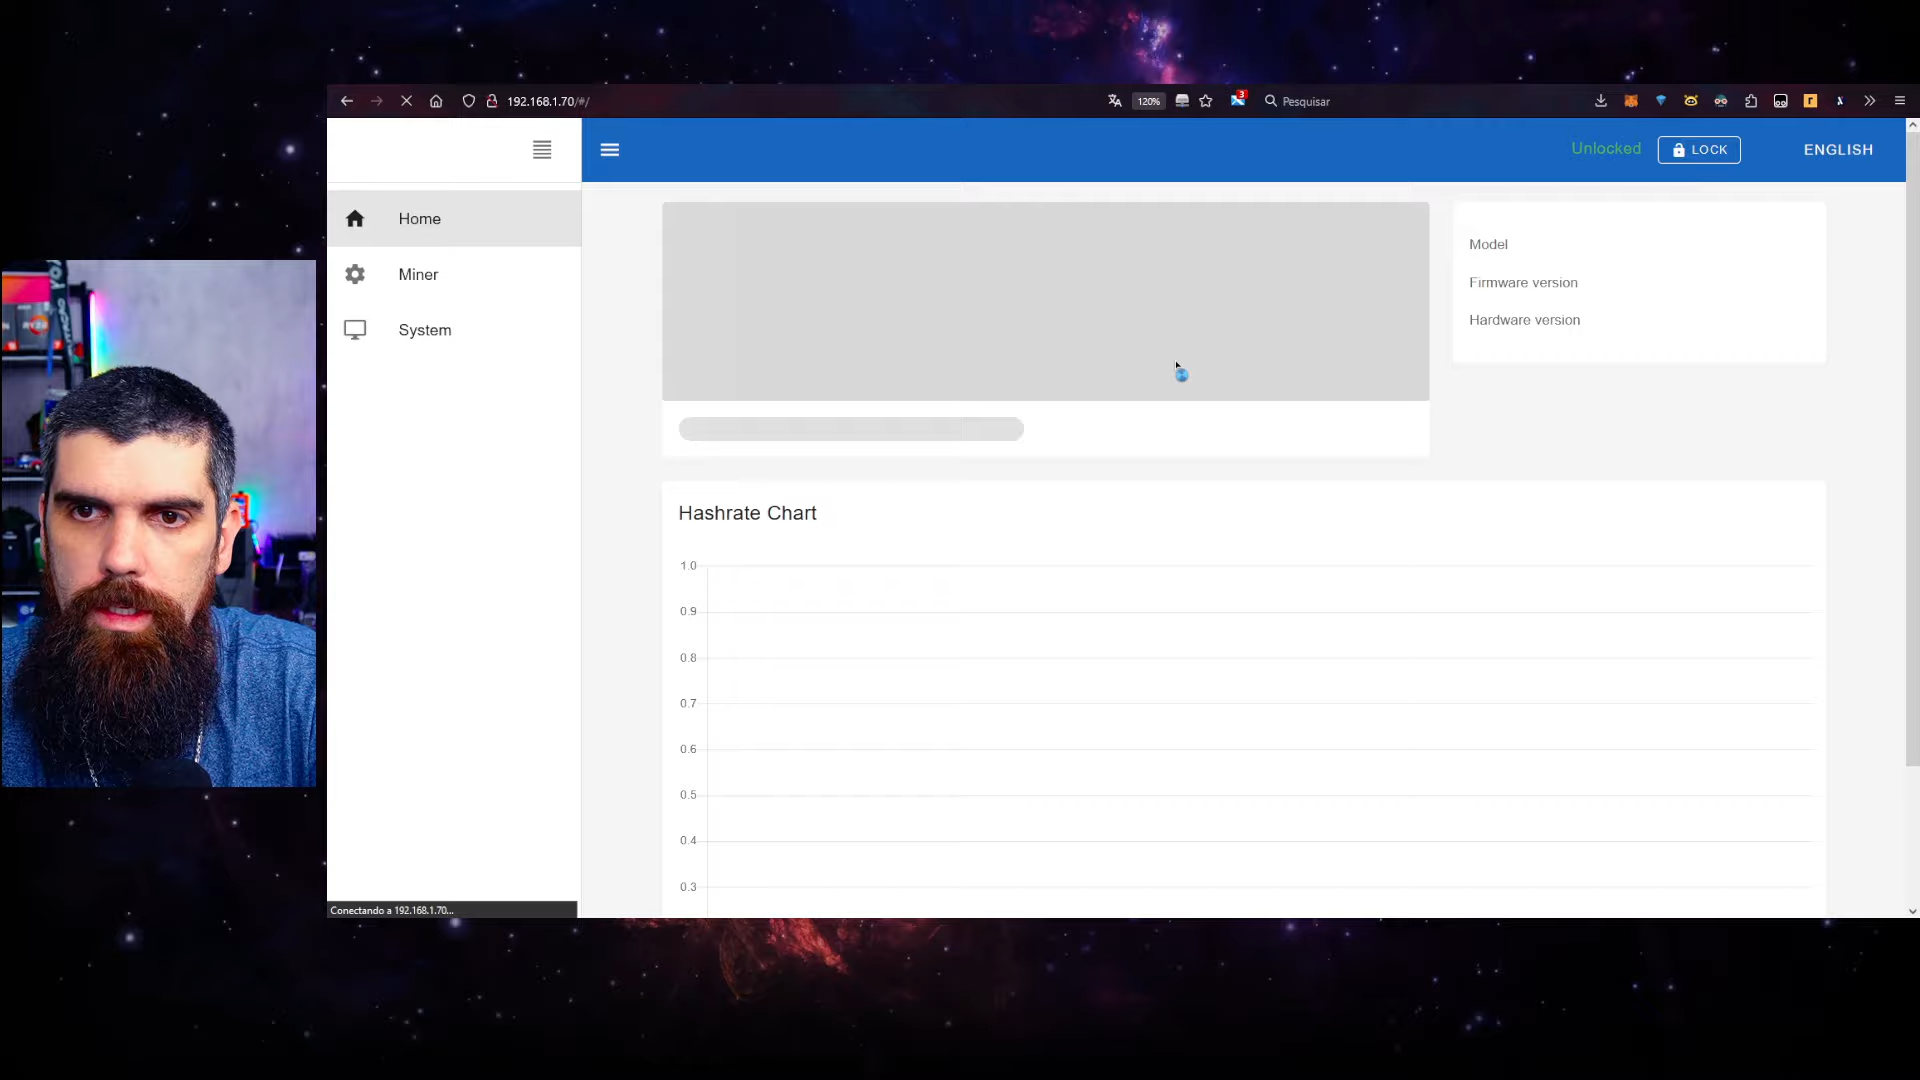 192.168.1.70/#/
120%
3
Pesquisar
Unlocked
LOCK
ENGLISH
Home
Miner
System
Model
Firmware version
Hardware version
Hashrate Chart
1.0
0.9
0.8
0.7
0.6
0.5
0.4
0.3
Conectando a 192.168.1.70...
RYZE